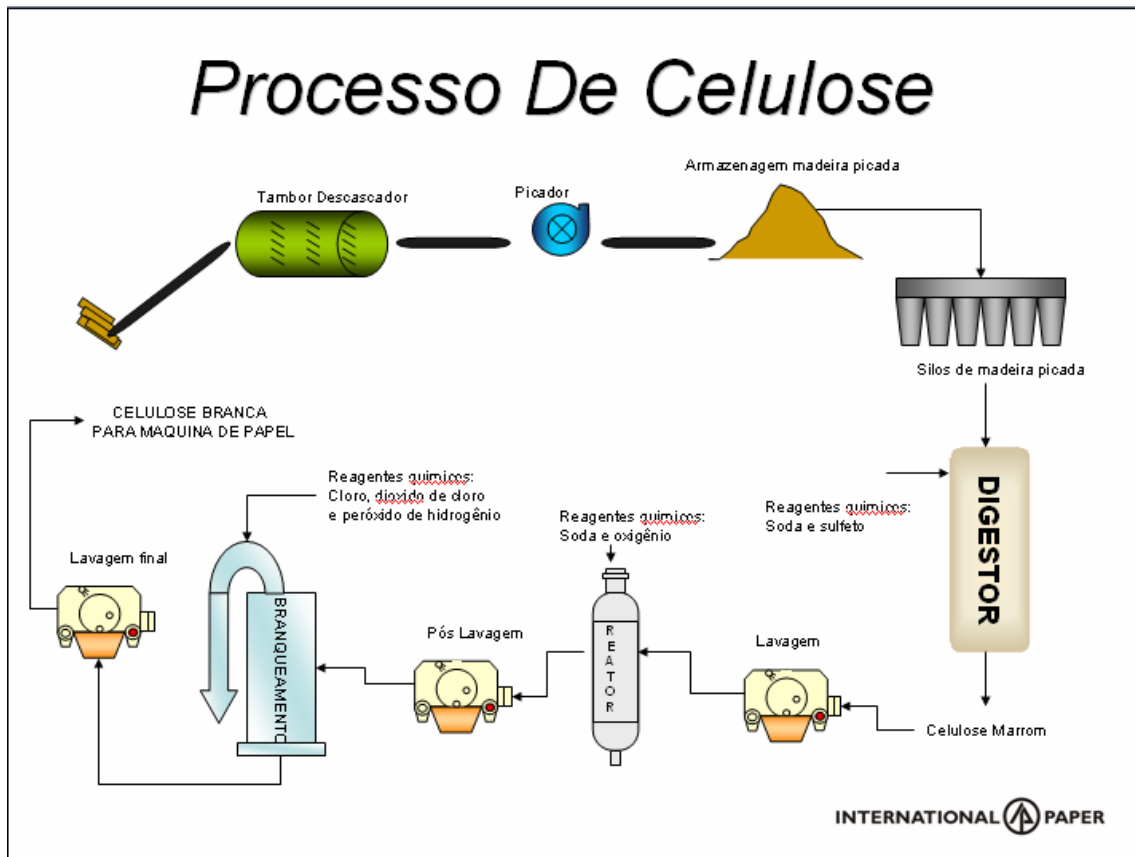 Processo De Celulose
Armazenagem madeira picada
Tambor Descascador
Picador
Silos de madeira picada
CELULOSE BRANCA
PARA MAQUINA DE PAPEL
Reagentes quimicos:
Cloro, dioxido de cloro
e peróxido de hidrogênio
Reagentes quimicos:
Soda e oxigênio
Reagentes quimicos:
Soda e sulfeto
DIGESTOR
Lavagem final
BRANQUEAMENTO
Pós Lavagem
REATOR
Lavagem
Celulose Marrom
INTERNATIONAL PAPER